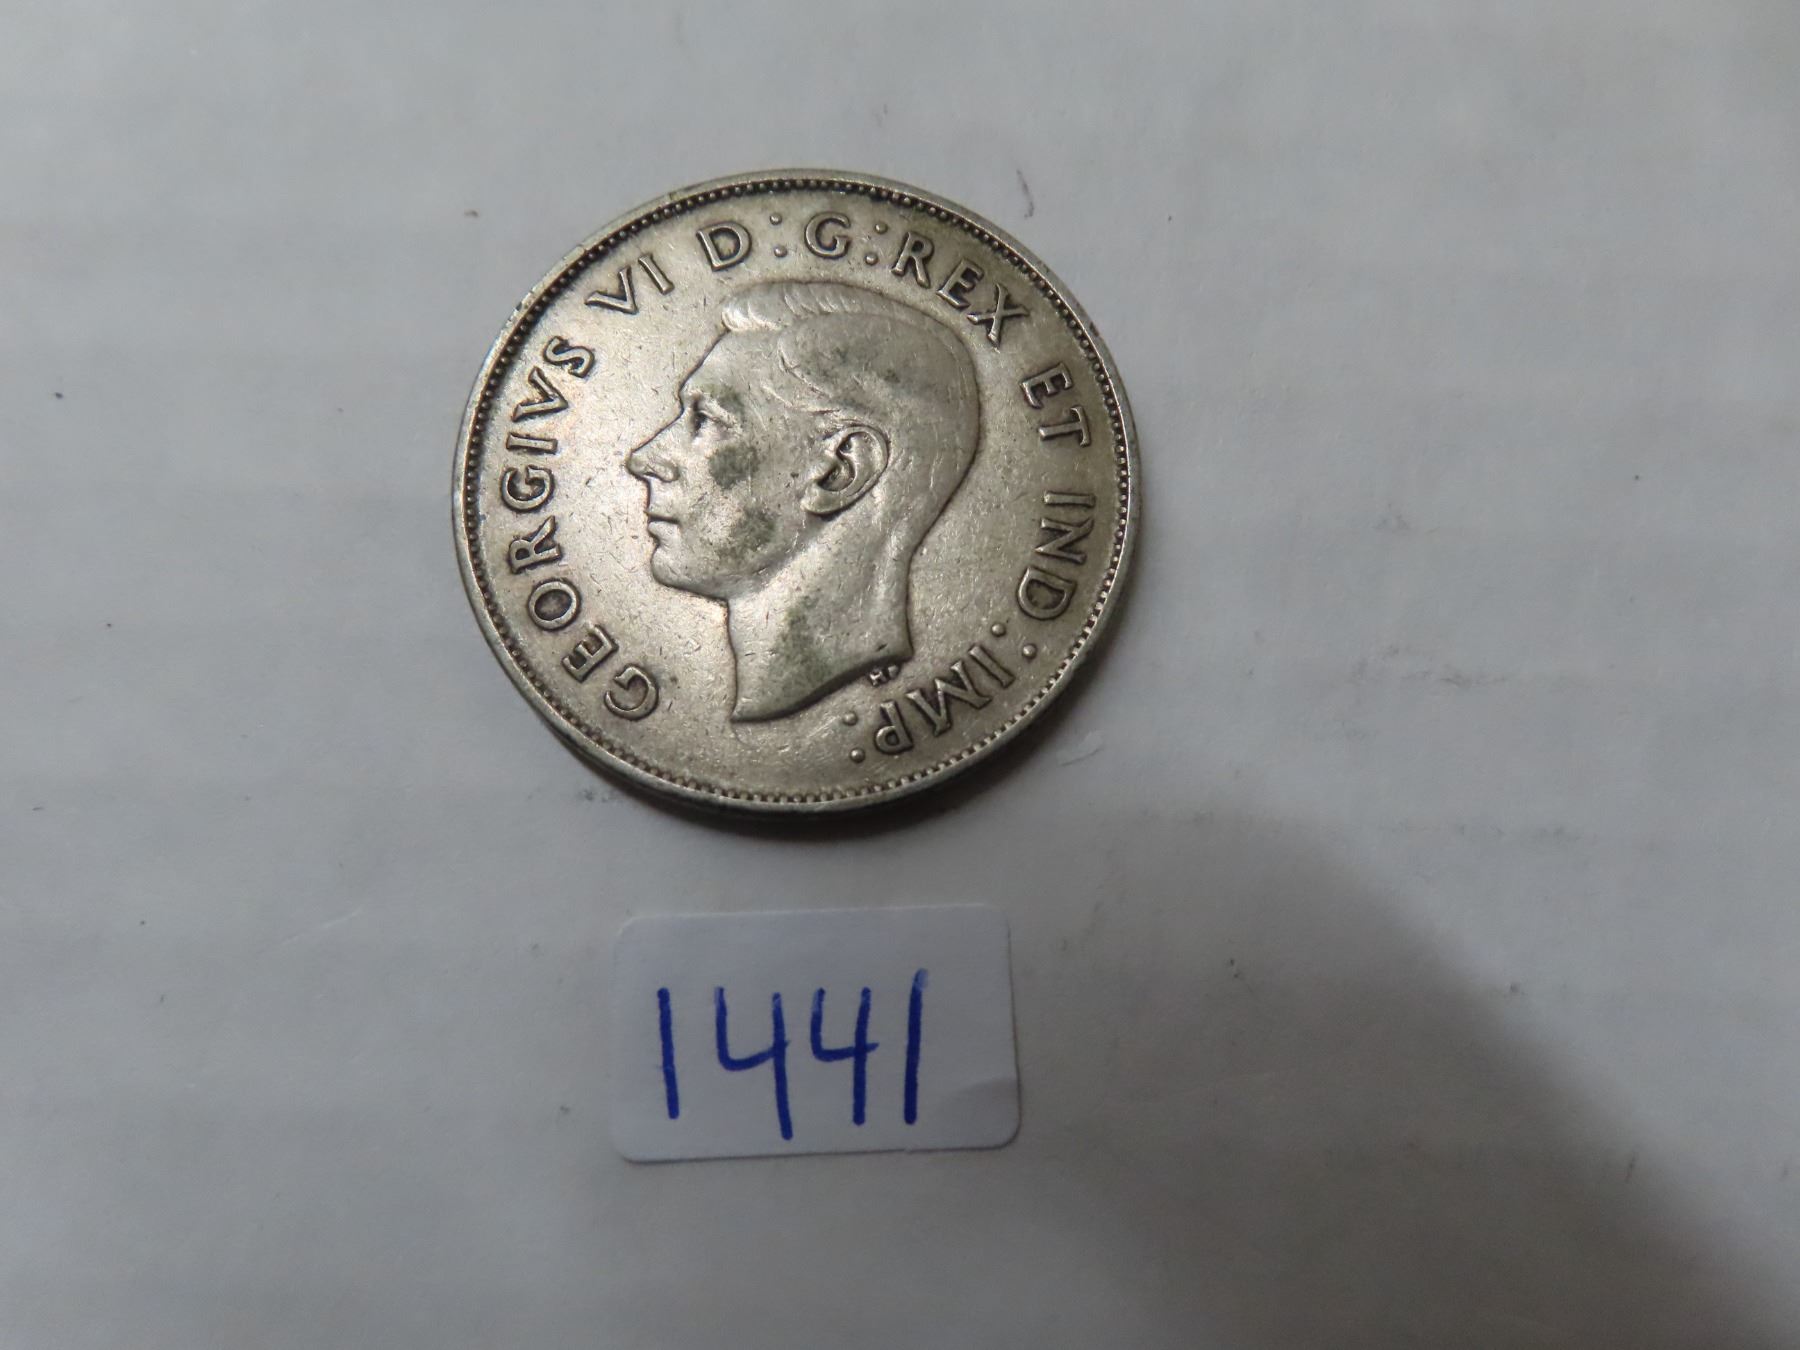 GEORGIVS VI D:G:REX ET IND:IMP:
HP
1441